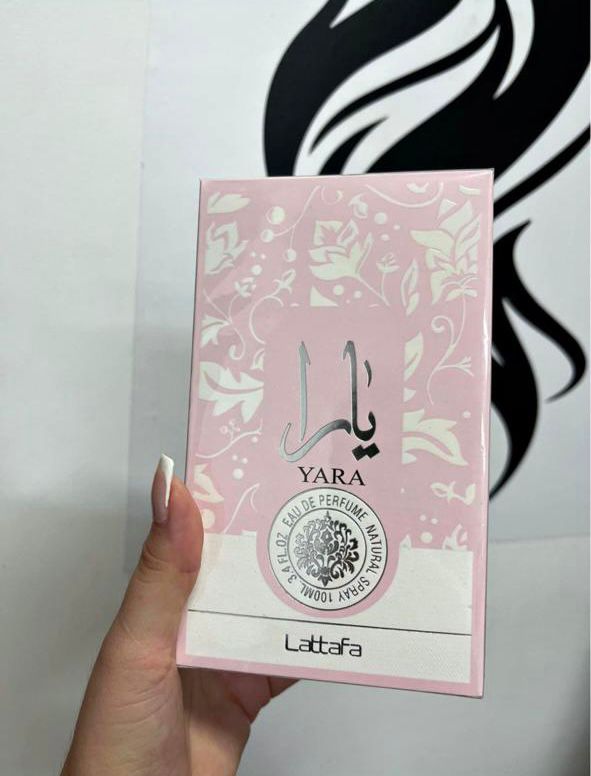 يارا
YARA
EAU DE PERFUME NATURAL SPRAY 100ML 3.4 FL.OZ
Lattafa